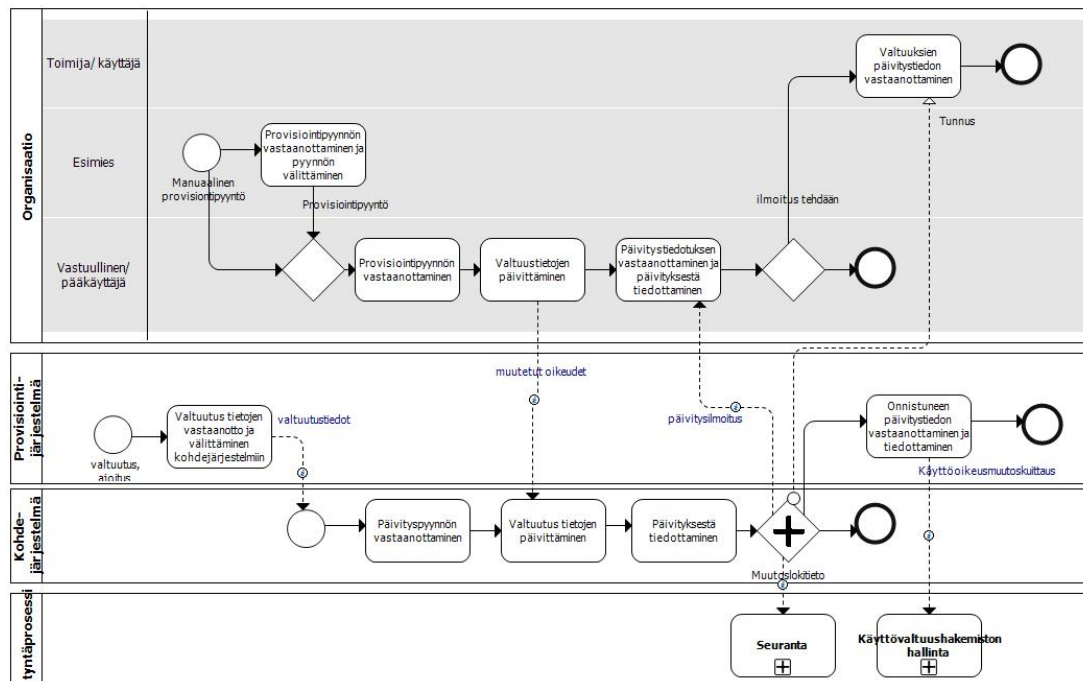 Organisaatio
Toimija/ käyttäjä
Valtuuksien
päivitystiedon
vastaanottaminen
Tunnus
Esimies
Provisiointipyynnön
vastaanottaminen ja
pyynnön
välittäminen
Manuaalinen
provisiontipyyntö
Provisiointipyyntö
ilmoitus tehdään
Vastuullinen/
pääkäyttäjä
Provisiointipyynnön
vastaanottaminen
Valtuustietojen
päivittäminen
Päivitystiedotuksen
vastaanottaminen ja
päivityksestä
tiedottaminen
Provisiointi-
järjestelmä
valtuutus,
ajoitus
Valtuutus tietojen
vastaanotto ja
välittäminen
kohdejärjestelmiin
valtuutustiedot
muutetut oikeudet
päivitysilmoitus
Onnistuneen
päivitystiedon
vastaanottaminen ja
tiedottaminen
Käyttöoikeusmuutoskuittaus
Kohde-
järjestelmä
Päivityspyynnön
vastaanottaminen
Valtuutus tietojen
päivittäminen
Päivityksestä
tiedottaminen
Muutoslokitieto
tyntäprosessi
Seuranta
Käyttövaltuushakemiston
hallinta